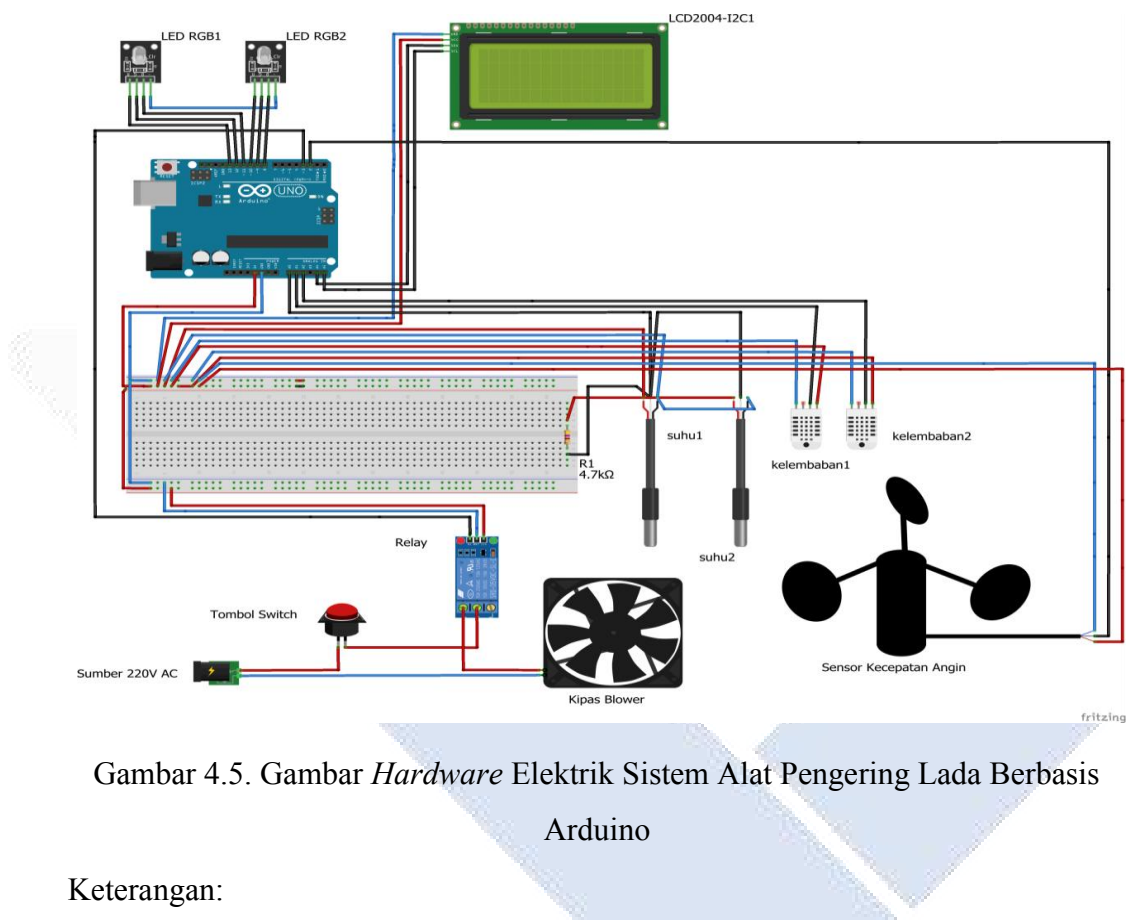 LCD2004-I2C1
LED RGB1
LED RGB2
UNO
Arduino
suhu1
kelembaban2
kelembaban1
R1
4.7kΩ
suhu2
Relay
Tombol Switch
Sumber 220V AC
Kipas Blower
Sensor Kecepatan Angin
fritzing
Gambar 4.5. Gambar Hardware Elektrik Sistem Alat Pengering Lada Berbasis
Arduino
Keterangan: